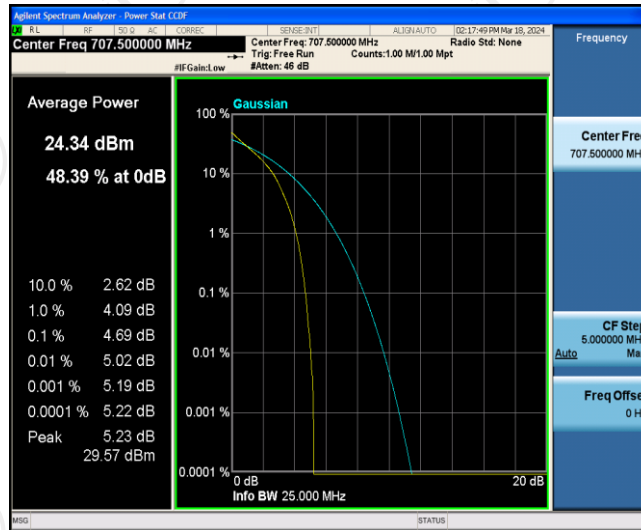 Agilent Spectrum Analyzer - Power Stat CCDF
RL RF 50 Ω AC CORREC SENSE:INT ALIGNAUTO 02:17:49 PM Mar 18, 2024
Center Freq 707.500000 MHz
Center Freq: 707.500000 MHz Radio Std: None
Trig: Free Run Counts:1.00 M/1.00 Mpt
#IFGain:Low #Atten: 46 dB
Frequency
Average Power
24.34 dBm
48.39 % at 0dB
10.0 % 2.62 dB
1.0 % 4.09 dB
0.1 % 4.69 dB
0.01 % 5.02 dB
0.001 % 5.19 dB
0.0001 % 5.22 dB
Peak 5.23 dB
29.57 dBm
Gaussian
100 %
10 %
1 %
0.1 %
0.01 %
0.001 %
0.0001 %
0 dB 20 dB
Info BW 25.000 MHz
Center Fre
707.500000 MH
CF Step
5.000000 MH
Auto Ma
Freq Offse
0 H
MSG STATUS